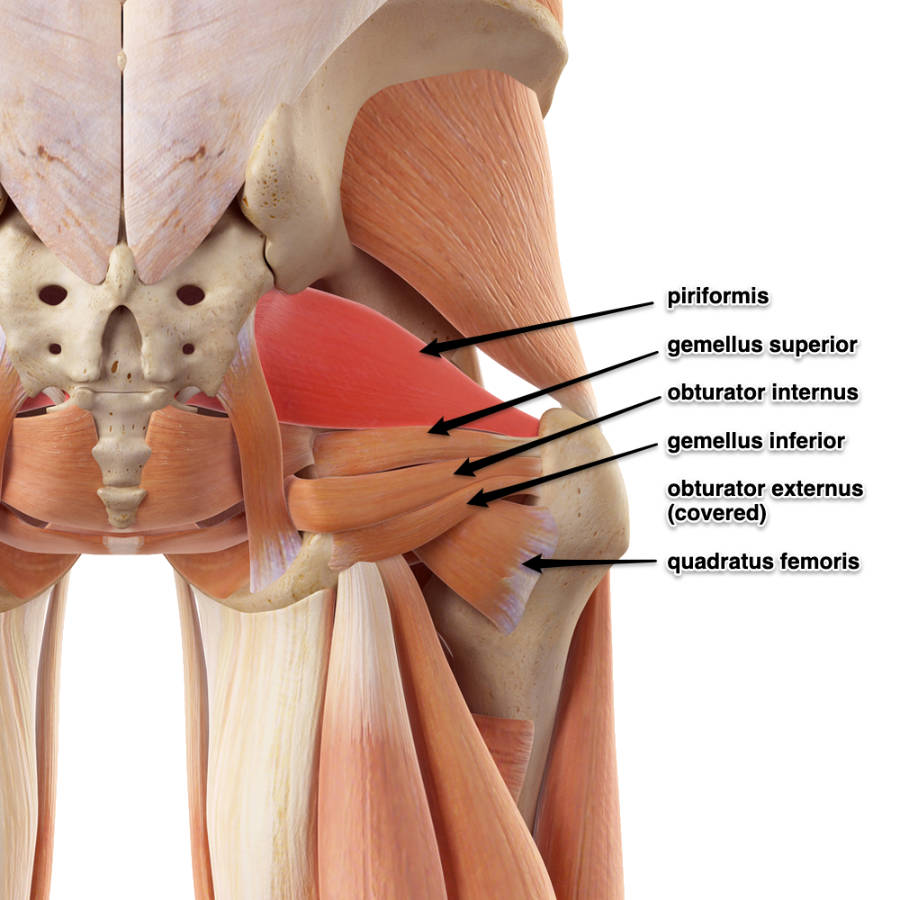 piriformis
gemellus superior
obturator internus
gemellus inferior
obturator externus
(covered)
quadratus femoris